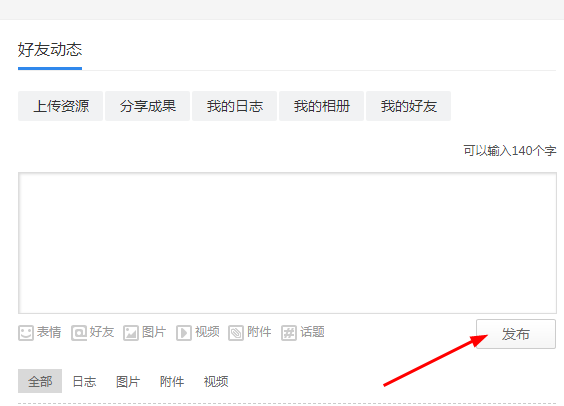 好友动态
上传资源 分享成果 我的日志 我的相册 我的好友
可以输入140个字
表情 @好友 图片 视频 附件 #话题 发布
全部 日志 图片 附件 视频